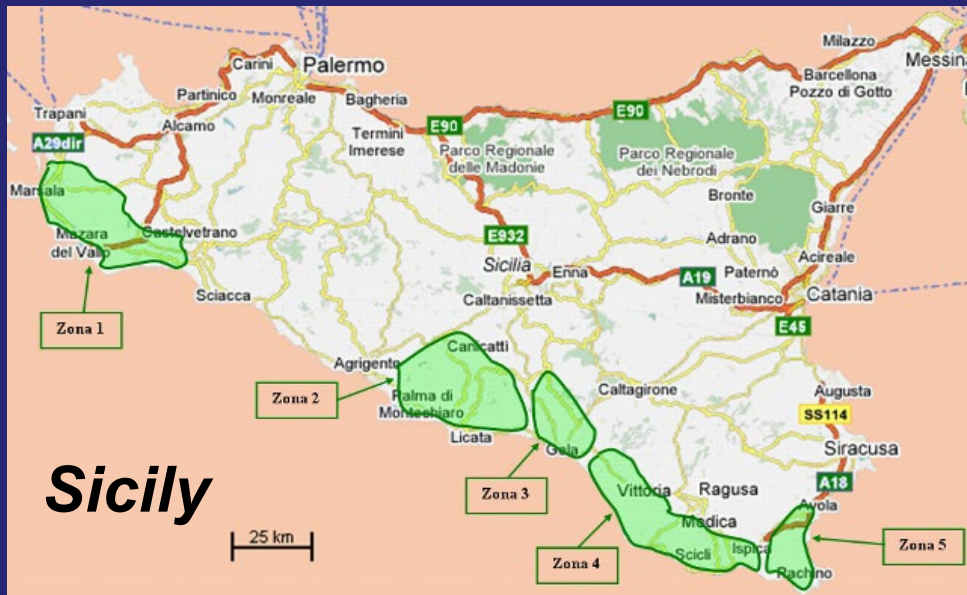 Milazzo
Messina
Carini
Palermo
Barcellona
Pozzo di Gotto
Partinico
Monreale
Bagheria
Trapani
Alcamo
Termini
Imerese
E90
E90
A29dir
Parco Regionale
delle Madonie
Parco Regionale
dei Nebrodi
Marsala
Bronte
Giarre
Mazara
del Vallo
Castelvetrano
E932
Adrano
Sicilia
Enna
A19
Paternò
Acireale
Sciacca
Caltanissetta
Misterbianco
Catania
Zona 1
E45
Canicattì
Agrigento
Zona 2
Palma di
Montechiaro
Caltagirone
Augusta
SS114
Licata
Gela
Siracusa
Sicily
Zona 3
Vittoria
Ragusa
A18
Avola
Modica
25 km
Zona 4
Scicli
Ispica
Zona 5
Pachino